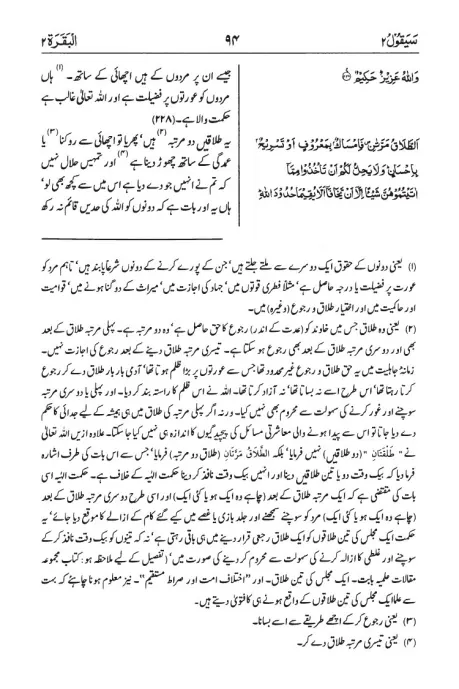 سَيَقُولُ ٢
٩٤
البَقَرَة ٢
وَاللهُ عَزِيزٌ حَكِيمٌ
اَلطَّلَاقُ مَرَّتٰنِ فَاِمْسَاكٌۢ بِمَعْرُوْفٍ اَوْ تَسْرِيْحٌۢ
بِاِحْسَانٍ وَلَا يَحِلُّ لَكُمْ اَنْ تَاْخُذُوْا مِمَّآ
اٰتَيْتُمُوْهُنَّ شَيْئًا اِلَّآ اَنْ يَّخَافَآ اَلَّا يُقِيْمَا حُدُوْدَ اللّٰهِ
جیسے ان پر مردوں کے ہیں اچھائی کے ساتھ۔ (۱) ہاں
مردوں کو عورتوں پر فضیلت ہے اور اللہ تعالیٰ غالب ہے
حکمت والا ہے۔ (۲۲۸)
یہ طلاقیں دو مرتبہ (۲) ہیں' پھر یا تو اچھائی سے روکنا (۳) یا
عمدگی کے ساتھ چھوڑ دینا ہے (۴) اور تمہیں حلال نہیں
کہ تم نے انہیں جو دے دیا ہے اس میں سے کچھ بھی لو'
ہاں یہ اور بات ہے کہ دونوں کو اللہ کی حدیں قائم نہ رکھ
(۱) یعنی دونوں کے حقوق ایک دوسرے سے ملتے جلتے ہیں' جن کے پورے کرنے کے دونوں شرعاً پابند ہیں' تاہم مرد کو
عورت پر فضیلت یا درجہ حاصل ہے' مثلاً فطری قوتوں میں' جہاد کی اجازت میں' میراث کے دوگنا ہونے میں' قوامیت
اور حاکمیت میں اور اختیار طلاق و رجوع (وغیرہ) میں۔
(۲) یعنی وہ طلاق جس میں خاوند کو (عدت کے اندر) رجوع کا حق حاصل ہے' وہ دو مرتبہ ہے۔ پہلی مرتبہ طلاق کے بعد
بھی اور دوسری مرتبہ طلاق کے بعد بھی رجوع ہو سکتا ہے۔ تیسری مرتبہ طلاق دینے کے بعد رجوع کی اجازت نہیں۔
زمانۂ جاہلیت میں یہ حق طلاق و رجوع غیر محدود تھا جس سے عورتوں پر بڑا ظلم ہوتا تھا' آدمی بار بار طلاق دے کر رجوع
کرتا رہتا تھا' اس طرح اسے نہ بساتا تھا' نہ آزاد کرتا تھا۔ اللہ نے اس ظلم کا راستہ بند کر دیا۔ اور پہلی یا دوسری مرتبہ
سوچنے اور غور کرنے کی سہولت سے محروم بھی نہیں کیا۔ ورنہ اگر پہلی مرتبہ کی طلاق میں ہی ہمیشہ کے لیے جدائی کا حکم
دے دیا جاتا تو اس سے پیدا ہونے والی معاشرتی مسائل کی پیچیدگیوں کا اندازہ ہی نہیں کیا جا سکتا۔ علاوہ ازیں اللہ تعالیٰ
نے " طَلْقَتَانِ " (دو طلاقیں) نہیں فرمایا' بلکہ الطَّلَاقُ مَرَّتَانِ (طلاق دو مرتبہ) فرمایا' جس سے اس بات کی طرف اشارہ
فرما دیا کہ بیک وقت دو یا تین طلاقیں دینا اور انہیں بیک وقت نافذ کر دینا حکمت الٰہیہ کے خلاف ہے۔ حکمت الٰہیہ اسی
بات کی مقتضی ہے کہ ایک مرتبہ طلاق کے بعد (چاہے وہ ایک ہو یا کئی ایک) اور اسی طرح دوسری مرتبہ طلاق کے بعد
(چاہے وہ ایک ہو یا کئی ایک) مرد کو سوچنے سمجھنے اور جلد بازی یا غصے میں کیے گئے کام کے ازالے کا موقع دیا جائے' یہ
حکمت ایک مجلس کی تین طلاقوں کو ایک طلاق رجعی قرار دینے میں ہی باقی رہتی ہے' نہ کہ تینوں کو بیک وقت نافذ کر کے
سوچنے اور غلطی کا ازالہ کرنے کی سہولت سے محروم کر دینے کی صورت میں' (تفصیل کے لیے ملاحظہ ہو: کتاب مجموعہ
مقالات علمیہ بابت۔ ایک مجلس کی تین طلاق۔ اور "اختلاف امت اور صراط مستقیم"۔ نیز معلوم ہونا چاہئے کہ بہت
سے علما ایک مجلس کی تین طلاقوں کے واقع ہونے ہی کا فتویٰ دیتے ہیں۔
(۳) یعنی رجوع کر کے اچھے طریقے سے اسے بسانا۔
(۴) یعنی تیسری مرتبہ طلاق دے کر۔